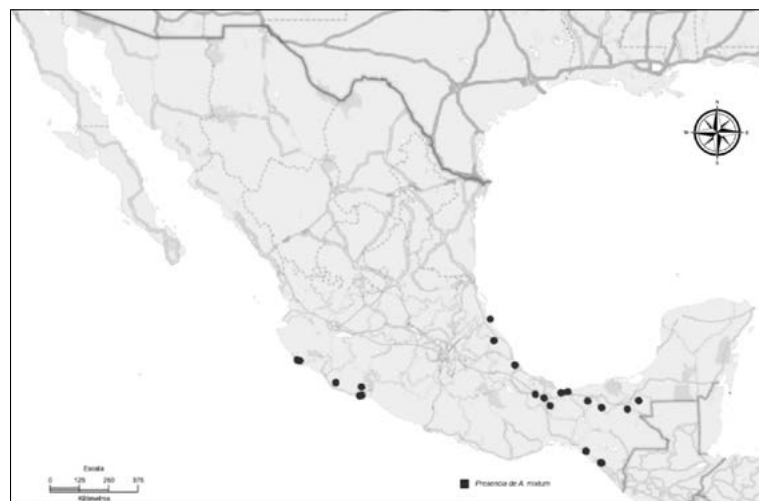 N
W E
S
Escala
0 125 250 375
Kilómetros
Presencia de A. mixtum